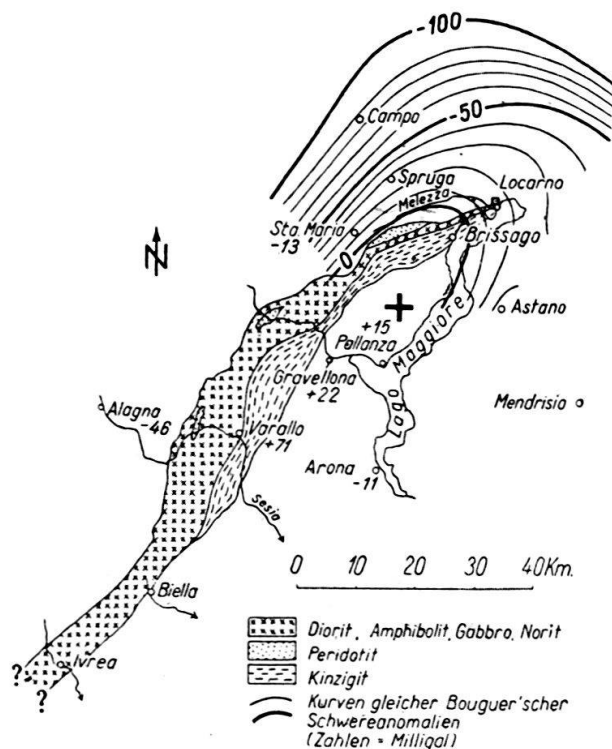 -100
Campo
-50
Spruga
Locarno
Melezza
Sta. Maria
-13
0
Brissago
N
Astano
+15
Pallanza
Lago Maggiore
Gravellona
+22
Mendrisio
Alagna
-46
Varallo
+71
Arona
-11
Sesia
0 10 20 30 40 Km.
Biella
Ivrea
?
?
Diorit, Amphibolit, Gabbro, Norit
Peridotit
Kinzigit
Kurven gleicher Bouguer'scher
Schwereanomalien
(Zahlen = Milligal)